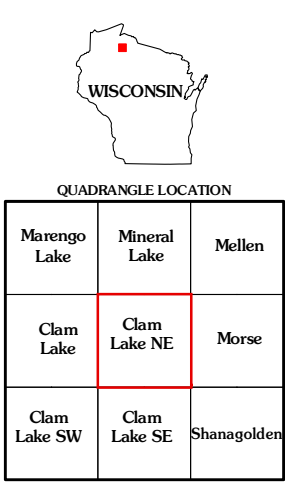 WISCONSIN
QUADRANGLE LOCATION
Marengo
Lake
Mineral
Lake
Mellen
Clam
Lake
Clam
Lake NE
Morse
Clam
Lake SW
Clam
Lake SE
Shanagolden